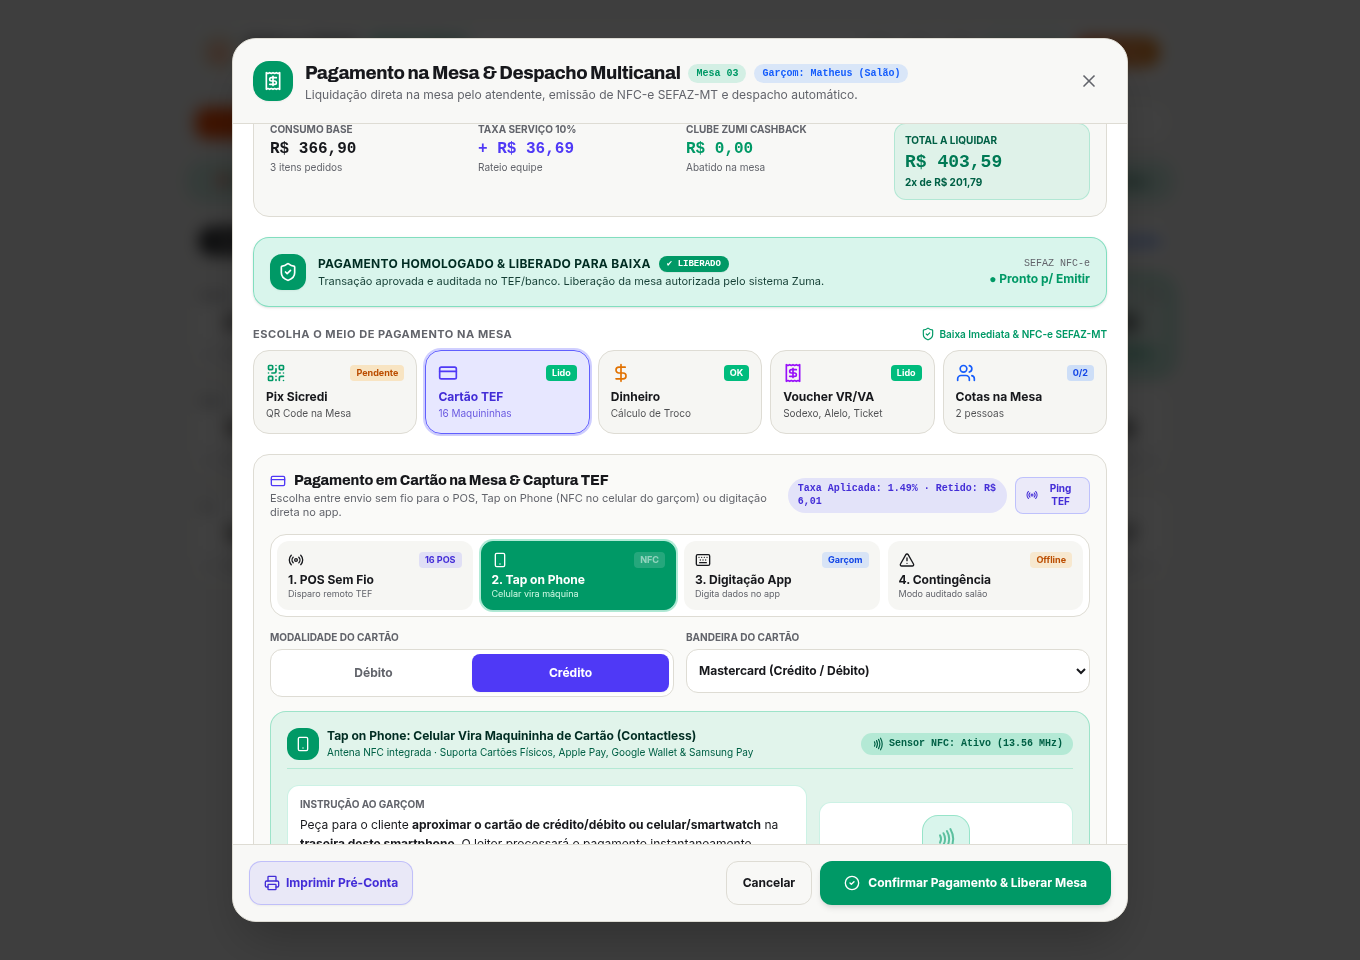 Pagamento na Mesa & Despacho Multicanal
Mesa 03
Garçom: Matheus (Salão)
Liquidação direta na mesa pelo atendente, emissão de NFC-e SEFAZ-MT e despacho automático.
CONSUMO BASE
R$ 366,90
3 itens pedidos
TAXA SERVIÇO 10%
+ R$ 36,69
Rateio equipe
CLUBE ZUMI CASHBACK
R$ 0,00
Abatido na mesa
TOTAL A LIQUIDAR
R$ 403,59
2x de R$ 201,79
PAGAMENTO HOMOLOGADO & LIBERADO PARA BAIXA
✔ LIBERADO
Transação aprovada e auditada no TEF/banco. Liberação da mesa autorizada pelo sistema Zuma.
SEFAZ NFC-e
● Pronto p/ Emitir
ESCOLHA O MEIO DE PAGAMENTO NA MESA
Baixa Imediata & NFC-e SEFAZ-MT
Pendente
Pix Sicredi
QR Code na Mesa
Lido
Cartão TEF
16 Maquininhas
OK
Dinheiro
Cálculo de Troco
Lido
Voucher VR/VA
Sodexo, Alelo, Ticket
0/2
Cotas na Mesa
2 pessoas
Pagamento em Cartão na Mesa & Captura TEF
Escolha entre envio sem fio para o POS, Tap on Phone (NFC no celular do garçom) ou digitação
direta no app.
Taxa Aplicada: 1.49% · Retido: R$
6,01
Ping
TEF
16 POS
1. POS Sem Fio
Disparo remoto TEF
NFC
2. Tap on Phone
Celular vira máquina
Garçom
3. Digitação App
Digita dados no app
Offline
4. Contingência
Modo auditado salão
MODALIDADE DO CARTÃO
Débito
Crédito
BANDEIRA DO CARTÃO
Mastercard (Crédito / Débito)
Tap on Phone: Celular Vira Maquininha de Cartão (Contactless)
Antena NFC integrada · Suporta Cartões Físicos, Apple Pay, Google Wallet & Samsung Pay
Sensor NFC: Ativo (13.56 MHz)
INSTRUÇÃO AO GARÇOM
Peça para o cliente aproximar o cartão de crédito/débito ou celular/smartwatch na
traseira deste smartphone. O leitor processará o pagamento instantaneamente
Imprimir Pré-Conta
Cancelar
Confirmar Pagamento & Liberar Mesa